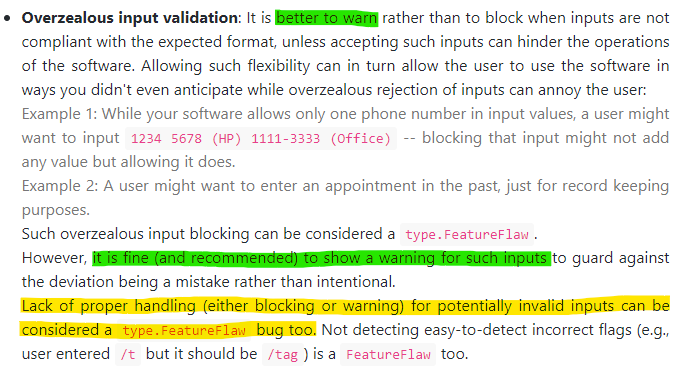 • Overzealous input validation: It is better to warn rather than to block when inputs are not
compliant with the expected format, unless accepting such inputs can hinder the operations
of the software. Allowing such flexibility can in turn allow the user to use the software in
ways you didn't even anticipate while overzealous rejection of inputs can annoy the user:
Example 1: While your software allows only one phone number in input values, a user might
want to input 1234 5678 (HP) 1111-3333 (Office) -- blocking that input might not add
any value but allowing it does.
Example 2: A user might want to enter an appointment in the past, just for record keeping
purposes.
Such overzealous input blocking can be considered a type.FeatureFlaw.
However, it is fine (and recommended) to show a warning for such inputs to guard against
the deviation being a mistake rather than intentional.
Lack of proper handling (either blocking or warning) for potentially invalid inputs can be
considered a type.FeatureFlaw bug too. Not detecting easy-to-detect incorrect flags (e.g.,
user entered /t but it should be /tag ) is a FeatureFlaw too.